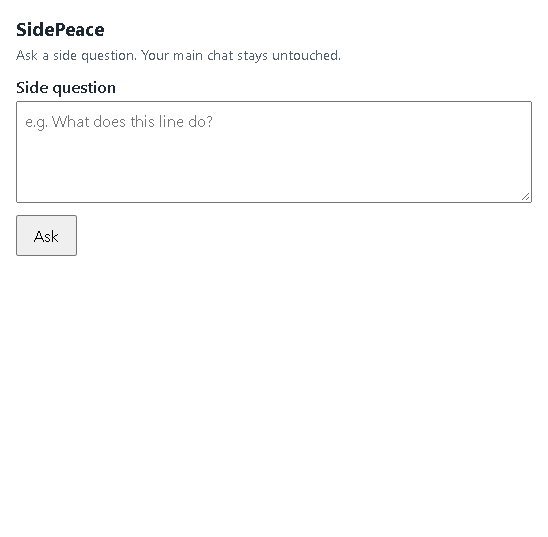 SidePeace
Ask a side question. Your main chat stays untouched.
Side question
e.g. What does this line do?
Ask